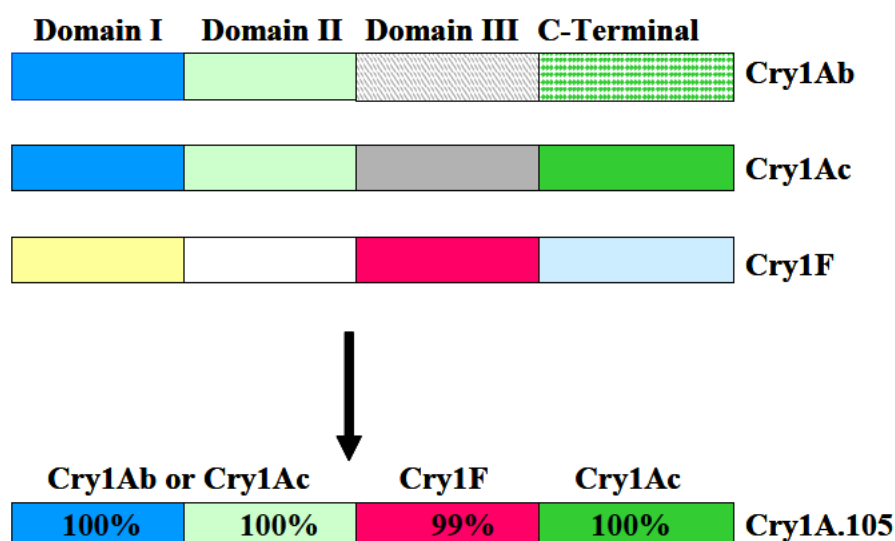 Domain I Domain II Domain III C-Terminal
Cry1Ab
Cry1Ac
Cry1F
Cry1Ab or Cry1Ac Cry1F Cry1Ac
100% 100% 99% 100% Cry1A.105